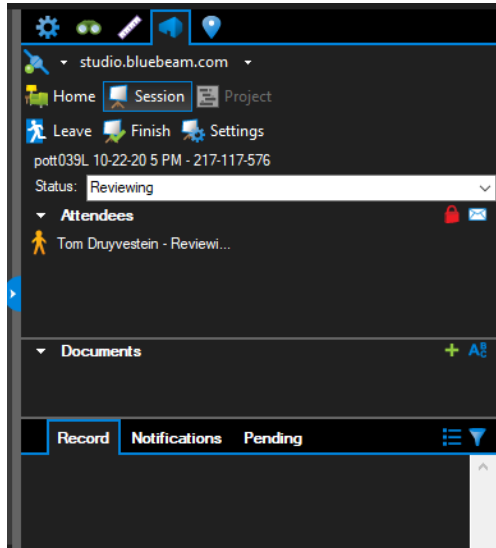 studio.bluebeam.com
Home Session Project
Leave Finish Settings
pott039L 10-22-20 5 PM - 217-117-576
Status: Reviewing
Attendees
Tom Druyvestein - Reviewi...
Documents
Record Notifications Pending